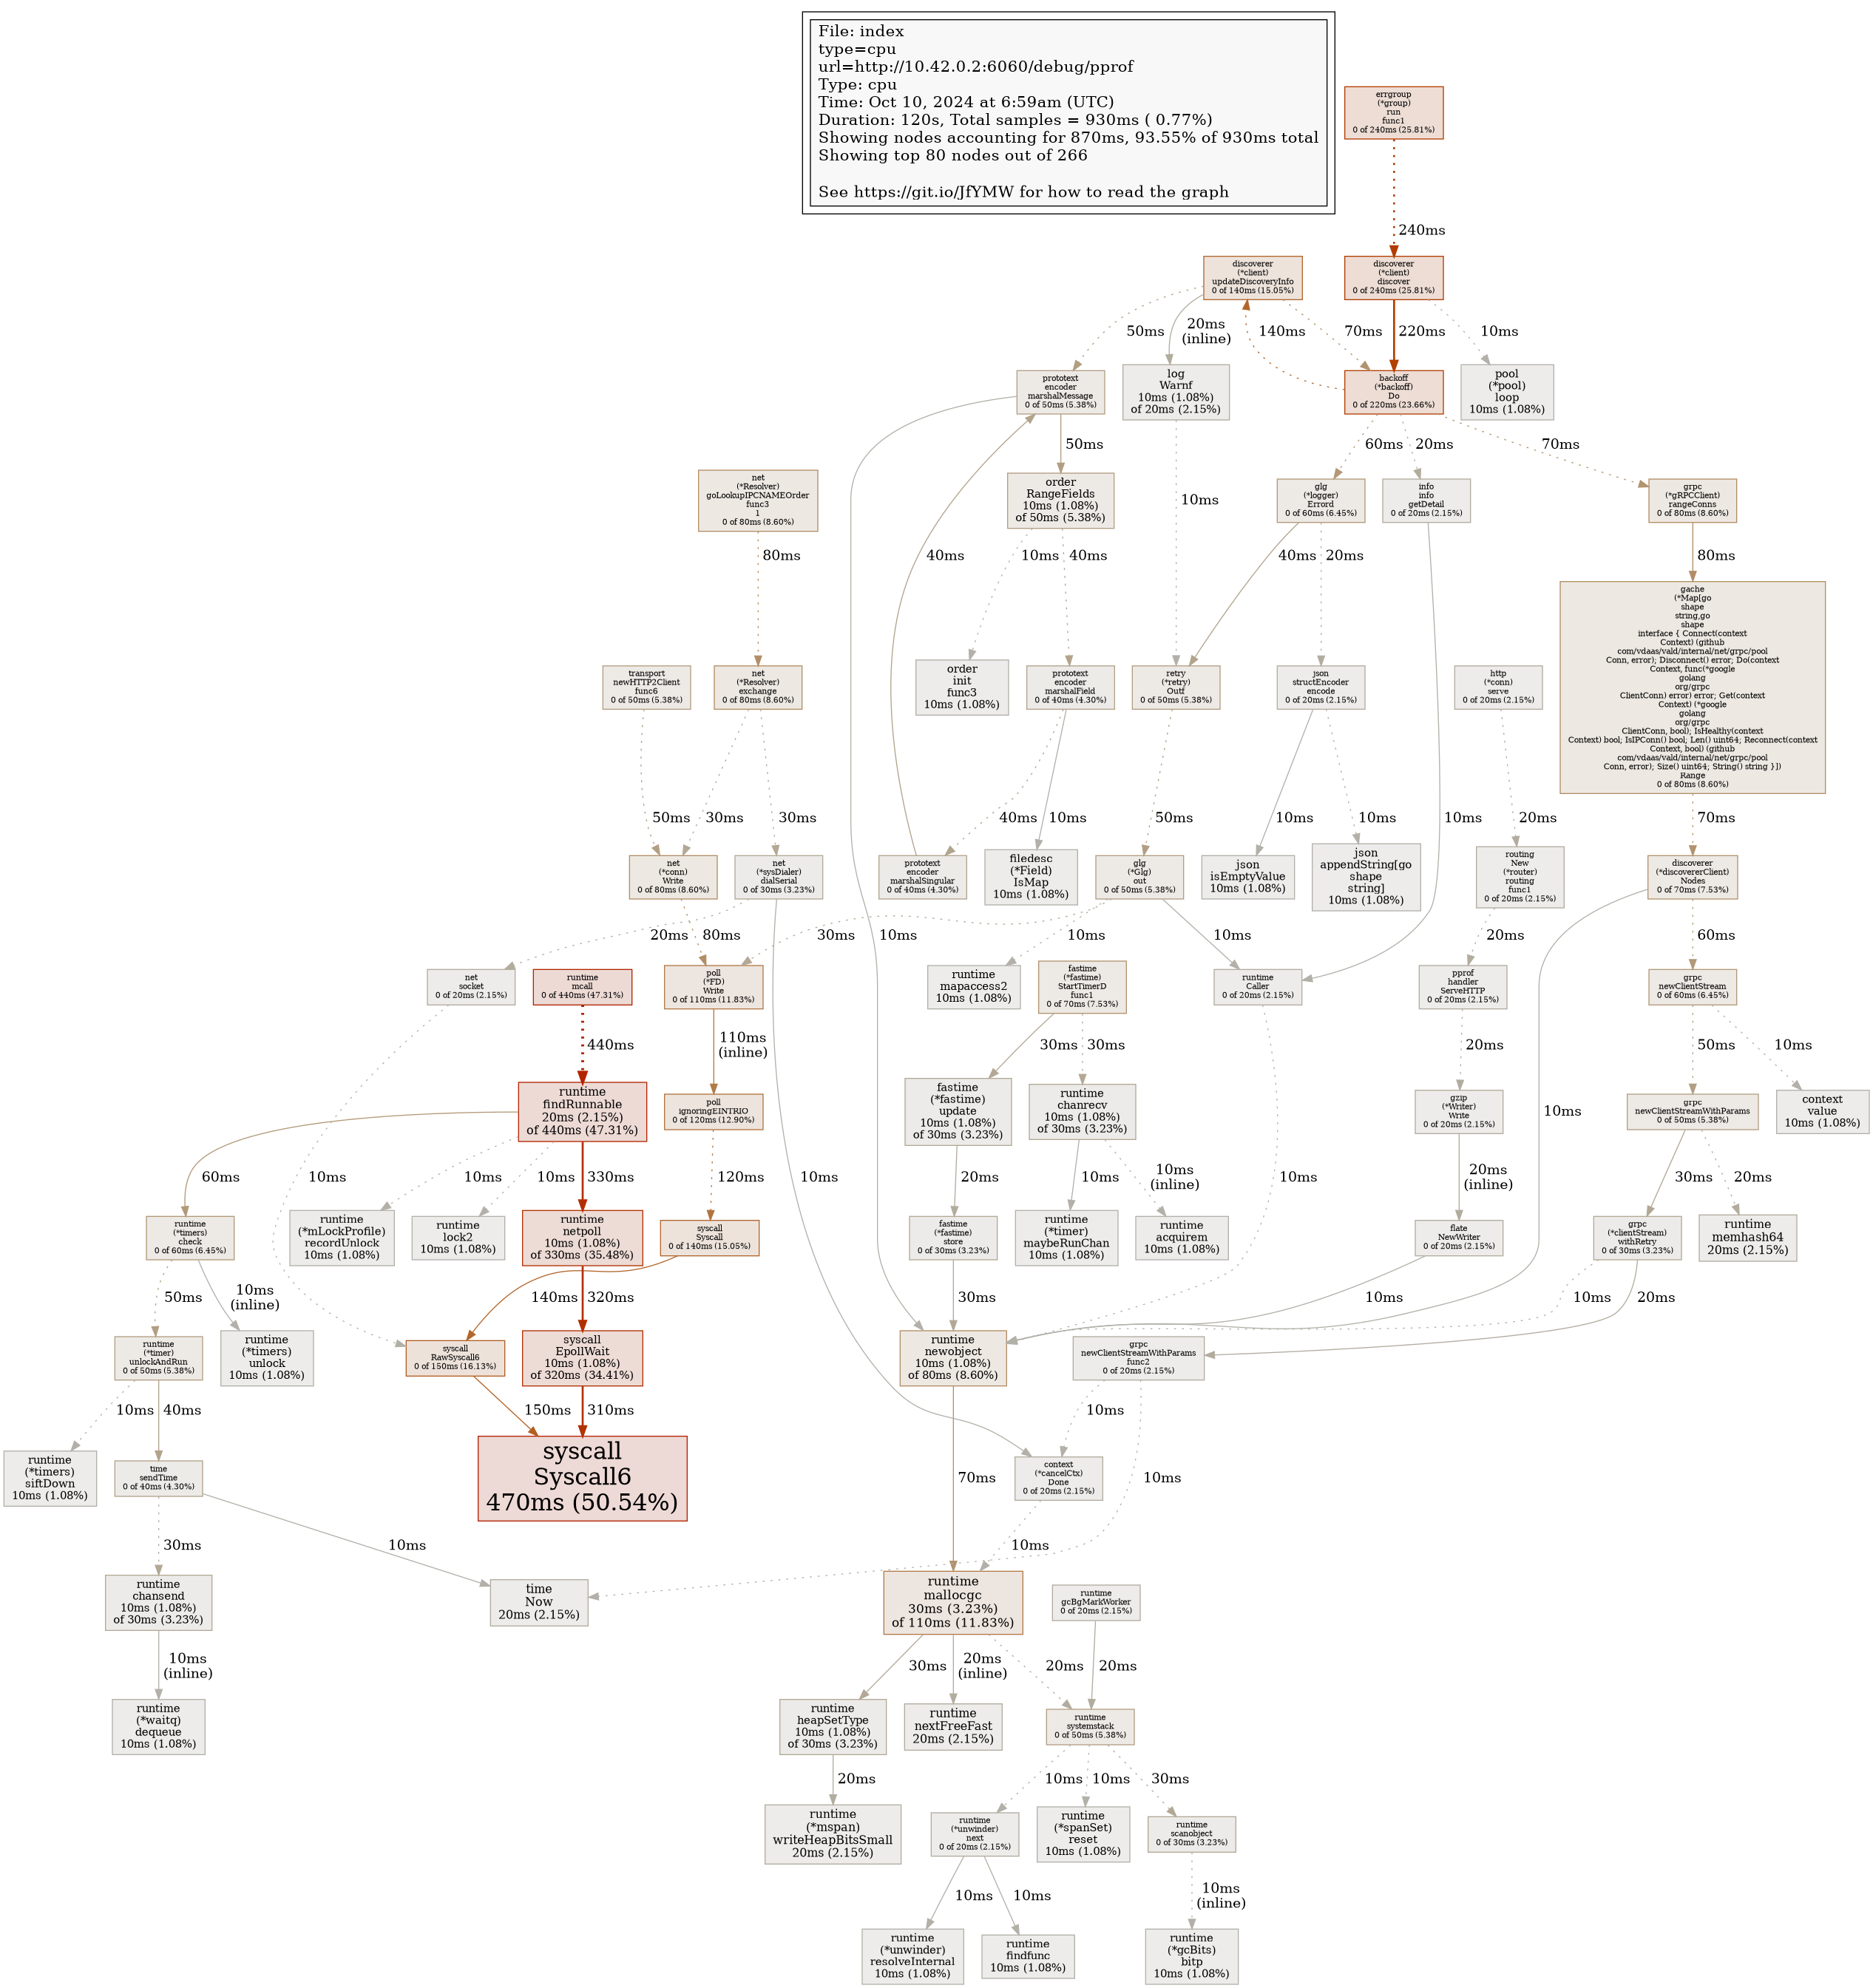 File: index
type=cpu
url=http://10.42.0.2:6060/debug/pprof
Type: cpu
Time: Oct 10, 2024 at 6:59am (UTC)
Duration: 120s, Total samples = 930ms ( 0.77%)
Showing nodes accounting for 870ms, 93.55% of 930ms total
Showing top 80 nodes out of 266
See https://git.io/JfYMW for how to read the graph
errgroup
(*group)
run
func1
0 of 240ms (25.81%)
240ms
discoverer
(*client)
updateDiscoveryInfo
0 of 140ms (15.05%)
discoverer
(*client)
discover
0 of 240ms (25.81%)
50ms
20ms
(inline)
140ms
70ms
220ms
10ms
prototext
encoder
marshalMessage
0 of 50ms (5.38%)
log
Warnf
10ms (1.08%)
of 20ms (2.15%)
backoff
(*backoff)
Do
0 of 220ms (23.66%)
pool
(*pool)
loop
10ms (1.08%)
50ms
60ms
20ms
70ms
net
(*Resolver)
goLookupIPCNAMEOrder
func3
1
0 of 80ms (8.60%)
order
RangeFields
10ms (1.08%)
of 50ms (5.38%)
10ms
glg
(*logger)
Errord
0 of 60ms (6.45%)
info
info
getDetail
0 of 20ms (2.15%)
grpc
(*gRPCClient)
rangeConns
0 of 80ms (8.60%)
80ms
40ms
10ms
40ms
40ms
20ms
80ms
transport
newHTTP2Client
func6
0 of 50ms (5.38%)
net
(*Resolver)
exchange
0 of 80ms (8.60%)
order
init
func3
10ms (1.08%)
prototext
encoder
marshalField
0 of 40ms (4.30%)
retry
(*retry)
Outf
0 of 50ms (5.38%)
json
structEncoder
encode
0 of 20ms (2.15%)
http
(*conn)
serve
0 of 20ms (2.15%)
gache
(*Map[go
shape
string,go
shape
interface { Connect(context
Context) (github
com/vdaas/vald/internal/net/grpc/pool
Conn, error); Disconnect() error; Do(context
Context, func(*google
golang
org/grpc
ClientConn) error) error; Get(context
Context) (*google
golang
org/grpc
ClientConn, bool); IsHealthy(context
Context) bool; IsIPConn() bool; Len() uint64; Reconnect(context
Context, bool) (github
com/vdaas/vald/internal/net/grpc/pool
Conn, error); Size() uint64; String() string }])
Range
0 of 80ms (8.60%)
50ms
30ms
30ms
40ms
10ms
50ms
10ms
10ms
10ms
20ms
70ms
net
(*conn)
Write
0 of 80ms (8.60%)
net
(*sysDialer)
dialSerial
0 of 30ms (3.23%)
prototext
encoder
marshalSingular
0 of 40ms (4.30%)
filedesc
(*Field)
IsMap
10ms (1.08%)
glg
(*Glg)
out
0 of 50ms (5.38%)
json
isEmptyValue
10ms (1.08%)
json
appendString[go
shape
string]
10ms (1.08%)
routing
New
(*router)
routing
func1
0 of 20ms (2.15%)
discoverer
(*discovererClient)
Nodes
0 of 70ms (7.53%)
20ms
80ms
30ms
10ms
10ms
10ms
20ms
60ms
net
socket
0 of 20ms (2.15%)
runtime
mcall
0 of 440ms (47.31%)
poll
(*FD)
Write
0 of 110ms (11.83%)
runtime
mapaccess2
10ms (1.08%)
fastime
(*fastime)
StartTimerD
func1
0 of 70ms (7.53%)
runtime
Caller
0 of 20ms (2.15%)
pprof
handler
ServeHTTP
0 of 20ms (2.15%)
grpc
newClientStream
0 of 60ms (6.45%)
440ms
110ms
(inline)
30ms
30ms
20ms
10ms
50ms
10ms
runtime
findRunnable
20ms (2.15%)
of 440ms (47.31%)
poll
ignoringEINTRIO
0 of 120ms (12.90%)
fastime
(*fastime)
update
10ms (1.08%)
of 30ms (3.23%)
runtime
chanrecv
10ms (1.08%)
of 30ms (3.23%)
gzip
(*Writer)
Write
0 of 20ms (2.15%)
grpc
newClientStreamWithParams
0 of 50ms (5.38%)
context
value
10ms (1.08%)
60ms
10ms
10ms
10ms
330ms
120ms
10ms
20ms
10ms
10ms
(inline)
10ms
20ms
(inline)
30ms
20ms
runtime
(*timers)
check
0 of 60ms (6.45%)
runtime
(*mLockProfile)
recordUnlock
10ms (1.08%)
runtime
lock2
10ms (1.08%)
runtime
netpoll
10ms (1.08%)
of 330ms (35.48%)
syscall
Syscall
0 of 140ms (15.05%)
fastime
(*fastime)
store
0 of 30ms (3.23%)
runtime
(*timer)
maybeRunChan
10ms (1.08%)
runtime
acquirem
10ms (1.08%)
flate
NewWriter
0 of 20ms (2.15%)
grpc
(*clientStream)
withRetry
0 of 30ms (3.23%)
runtime
memhash64
20ms (2.15%)
50ms
10ms
(inline)
140ms
320ms
30ms
10ms
10ms
20ms
runtime
(*timer)
unlockAndRun
0 of 50ms (5.38%)
runtime
(*timers)
unlock
10ms (1.08%)
syscall
RawSyscall6
0 of 150ms (16.13%)
syscall
EpollWait
10ms (1.08%)
of 320ms (34.41%)
runtime
newobject
10ms (1.08%)
of 80ms (8.60%)
grpc
newClientStreamWithParams
func2
0 of 20ms (2.15%)
10ms
40ms
150ms
310ms
70ms
10ms
10ms
runtime
(*timers)
siftDown
10ms (1.08%)
time
sendTime
0 of 40ms (4.30%)
syscall
Syscall6
470ms (50.54%)
context
(*cancelCtx)
Done
0 of 20ms (2.15%)
30ms
10ms
10ms
runtime
chansend
10ms (1.08%)
of 30ms (3.23%)
time
Now
20ms (2.15%)
runtime
mallocgc
30ms (3.23%)
of 110ms (11.83%)
runtime
gcBgMarkWorker
0 of 20ms (2.15%)
10ms
(inline)
30ms
20ms
(inline)
20ms
20ms
runtime
(*waitq)
dequeue
10ms (1.08%)
runtime
heapSetType
10ms (1.08%)
of 30ms (3.23%)
runtime
nextFreeFast
20ms (2.15%)
runtime
systemstack
0 of 50ms (5.38%)
20ms
10ms
10ms
30ms
runtime
(*mspan)
writeHeapBitsSmall
20ms (2.15%)
runtime
(*unwinder)
next
0 of 20ms (2.15%)
runtime
(*spanSet)
reset
10ms (1.08%)
runtime
scanobject
0 of 30ms (3.23%)
10ms
10ms
10ms
(inline)
runtime
(*unwinder)
resolveInternal
10ms (1.08%)
runtime
findfunc
10ms (1.08%)
runtime
(*gcBits)
bitp
10ms (1.08%)